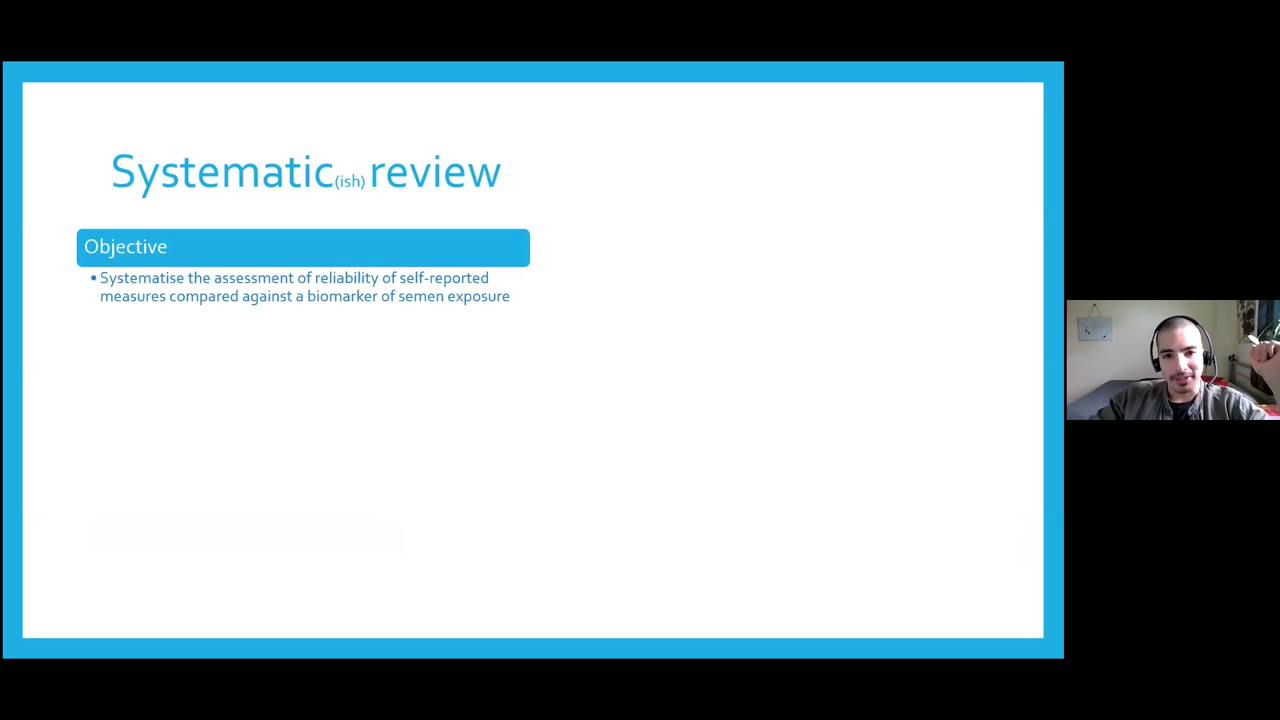 Systematic(ish) review
Objective
• Systematise the assessment of reliability of self-reported
measures compared against a biomarker of semen exposure